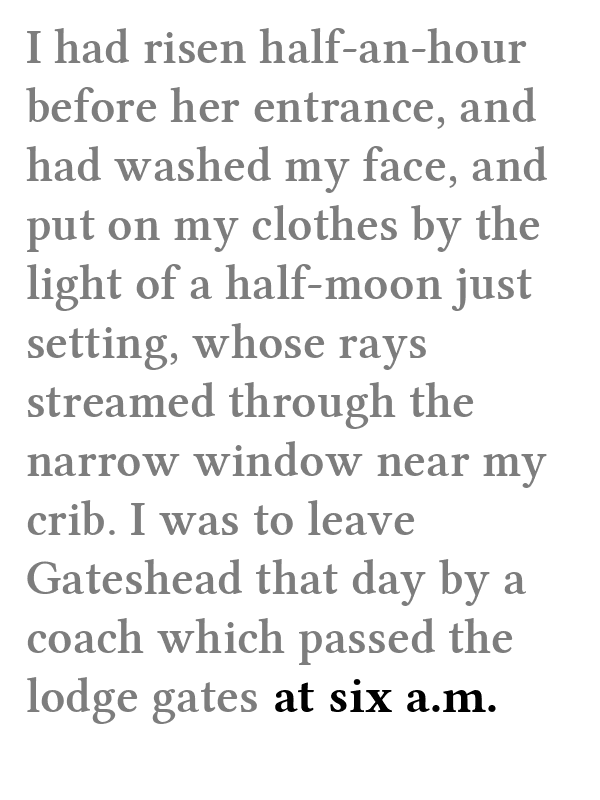 I had risen half-an-hour
before her entrance, and
had washed my face, and
put on my clothes by the
light of a half-moon just
setting, whose rays
streamed through the
narrow window near my
crib. I was to leave
Gateshead that day by a
coach which passed the
lodge gates at six a.m.